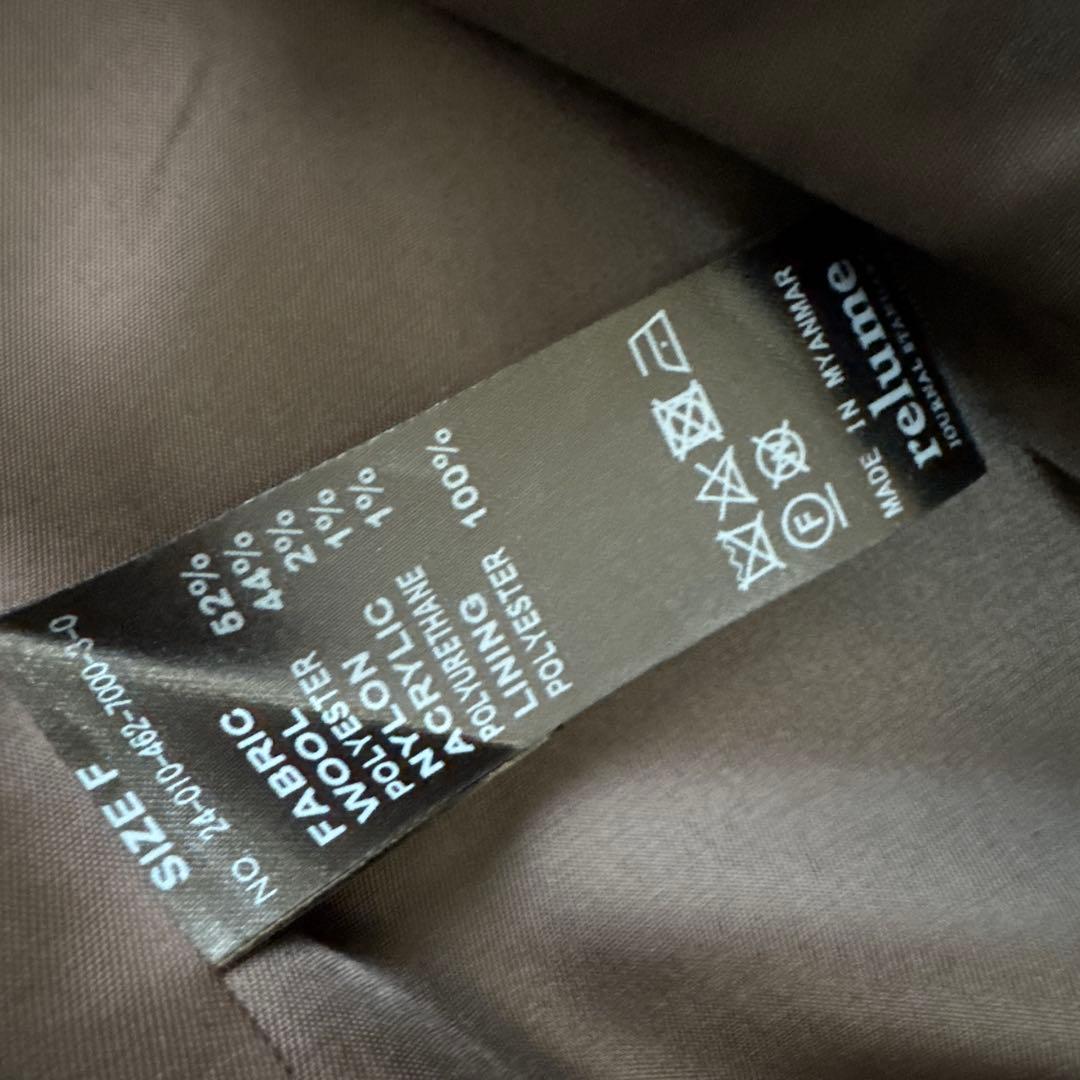 SIZE F
NO. 24-010-462-7000-3-0
FABRIC
WOOL 52%
POLYESTER 44%
NYLON 2%
ACRYLIC 1%
POLYURETHANE 1%
LINING
POLYESTER 100%
F W
MADE IN MYANMAR
relume
JOURNAL